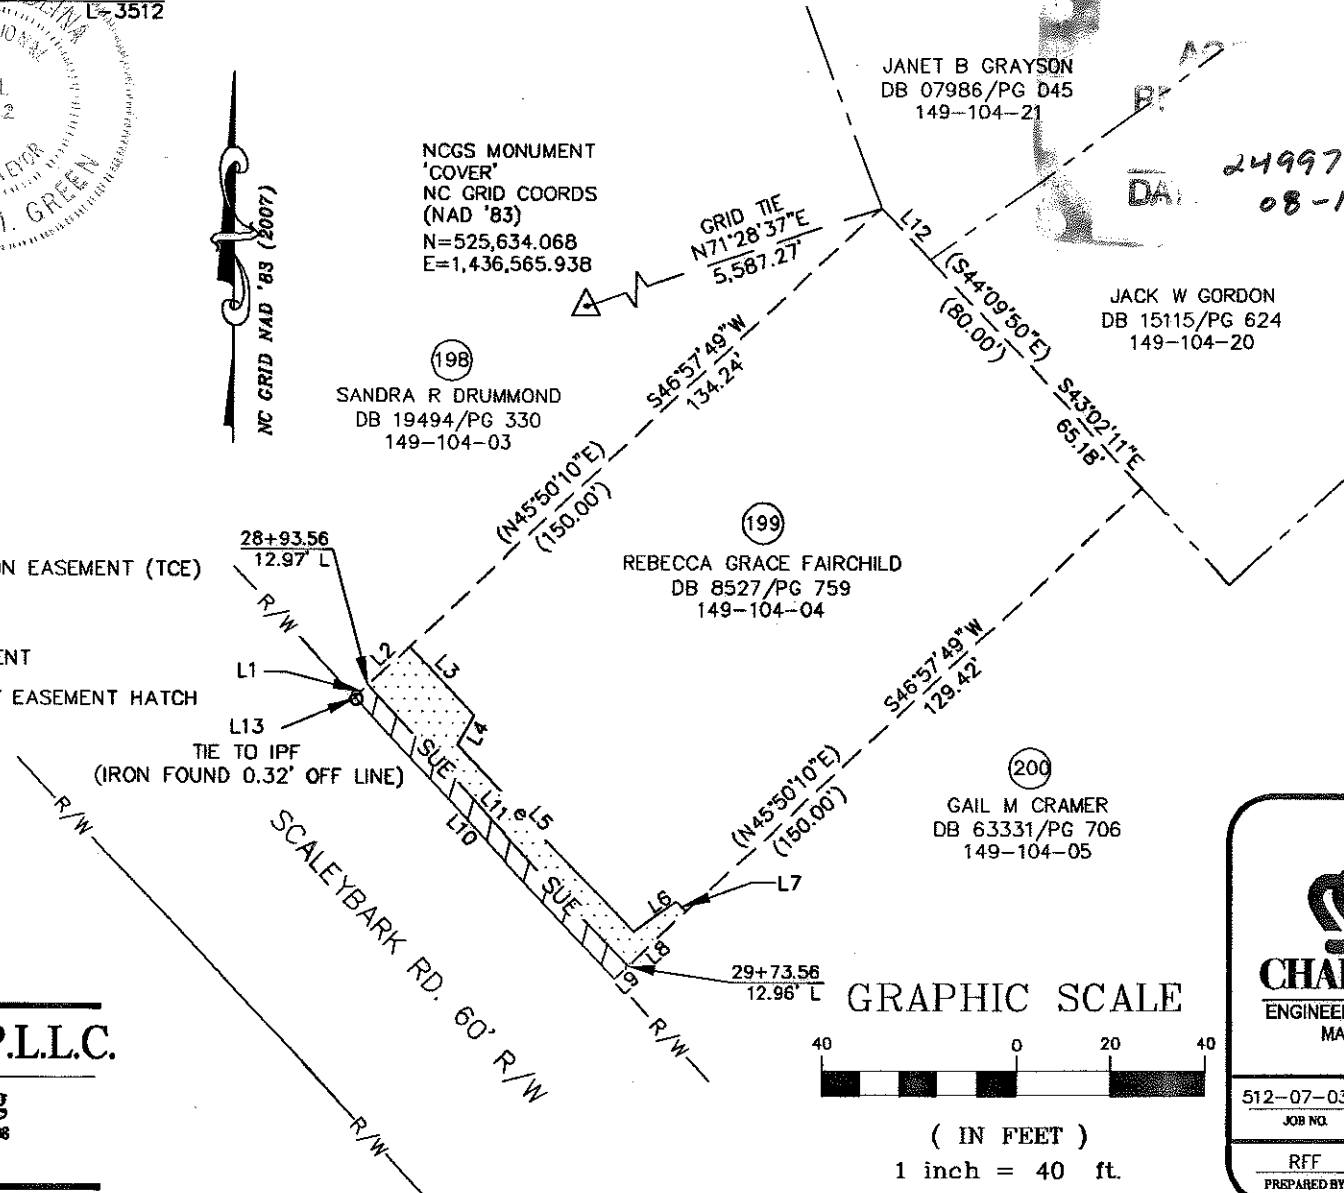 L-3512
M. GREEN
NC GRID NAD '83 (2007)
NCGS MONUMENT
'COVER'
NC GRID COORDS
(NAD '83)
N=525,634.068
E=1,436,565.938
GRID TIE
N71°28'37"E
5,587.27'
JANET B GRAYSON
DB 07986/PG 045
149-104-21
24997
08-1
L12
(S44°09'50"E)
(80.00')
S43°02'11"E
65.18'
JACK W GORDON
DB 15115/PG 624
149-104-20
198
SANDRA R DRUMMOND
DB 19494/PG 330
149-104-03
S46°57'49"W
134.24'
(N45°50'10"E)
(150.00')
199
REBECCA GRACE FAIRCHILD
DB 8527/PG 759
149-104-04
28+93.56
12.97' L
ON EASEMENT (TCE)
R/W
ENT
EASEMENT HATCH
L1
L2
L3
L4
L13
TIE TO IPF
(IRON FOUND 0.32' OFF LINE)
SUE
L11
e
L5
L10
SUE
L6
L7
L8
29+73.56
12.96' L
R/W
S46°57'49"W
129.42'
(N45°50'10"E)
(150.00')
200
GAIL M CRAMER
DB 63331/PG 706
149-104-05
R/W
SCALEYBARK RD. 60' R/W
R/W
P.L.L.C.
GRAPHIC SCALE
40 0 20 40
( IN FEET )
1 inch = 40 ft.
CHA
ENGINEE
MA
512-07-03
JOB NO.
RFF
PREPARED BY